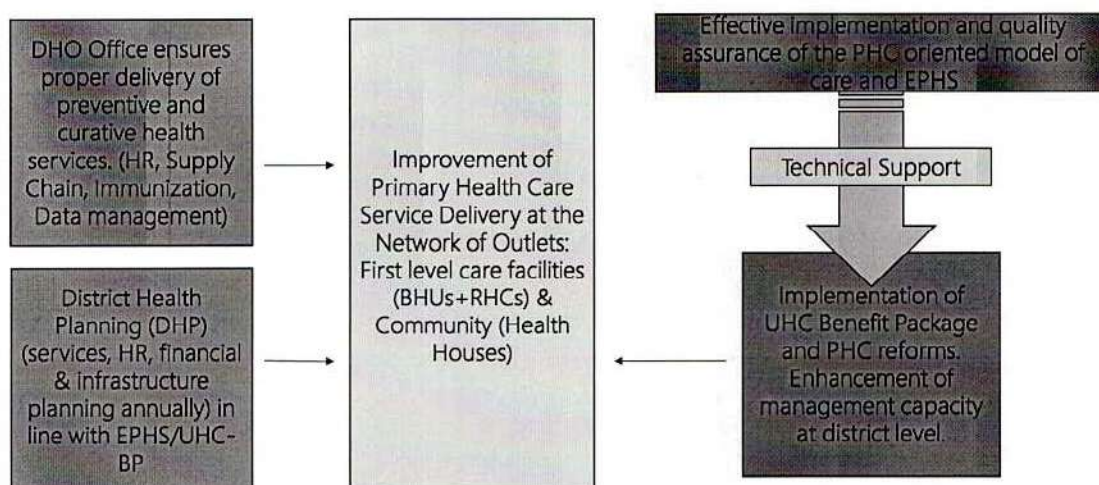 DHO Office ensures
proper delivery of
preventive and
curative health
services. (HR, Supply
Chain, Immunization,
Data management)
District Health
Planning (DHP)
(services, HR, financial
& infrastructure
planning annually) in
line with EPHS/UHC-
BP
Improvement of
Primary Health Care
Service Delivery at the
Network of Outlets:
First level care facilities
(BHUs+RHCs) &
Community (Health
Houses)
Effective Implementation and quality
assurance of the PHC oriented model of
care and EPHS
Technical Support
Implementation of
UHC Benefit Package
and PHC reforms.
Enhancement of
management capacity
at district level.